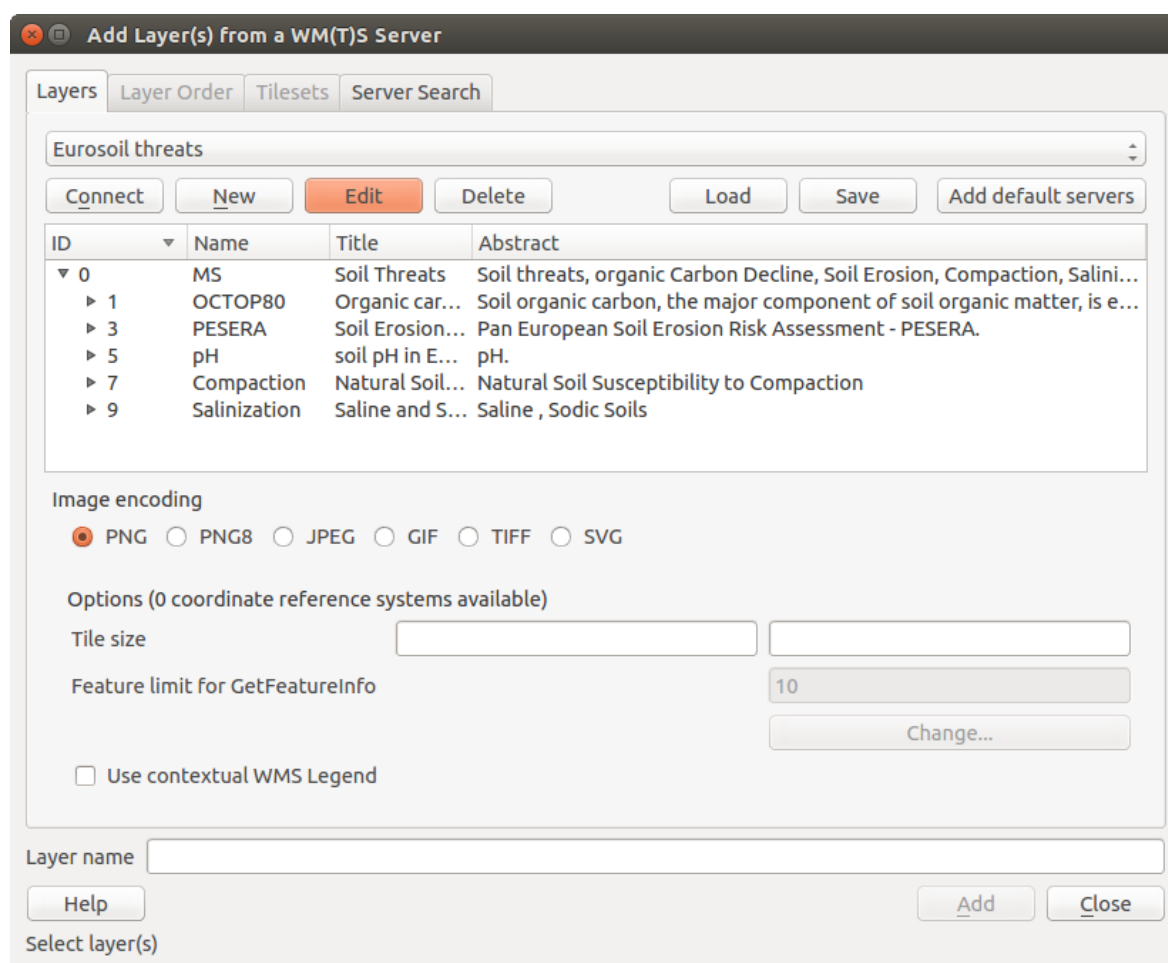 Add Layer(s) from a WM(T)S Server
Layers Layer Order Tilesets Server Search
Eurosoil threats
Connect New Edit Delete Load Save Add default servers
ID Name Title Abstract
0 MS Soil Threats Soil threats, organic Carbon Decline, Soil Erosion, Compaction, Salini...
1 OCTOP80 Organic car... Soil organic carbon, the major component of soil organic matter, is e...
3 PESERA Soil Erosion... Pan European Soil Erosion Risk Assessment - PESERA.
5 pH soil pH in E... pH.
7 Compaction Natural Soil... Natural Soil Susceptibility to Compaction
9 Salinization Saline and S... Saline , Sodic Soils
Image encoding
PNG PNG8 JPEG GIF TIFF SVG
Options (0 coordinate reference systems available)
Tile size
Feature limit for GetFeatureInfo 10
Change...
Use contextual WMS Legend
Layer name
Help Add Close
Select layer(s)